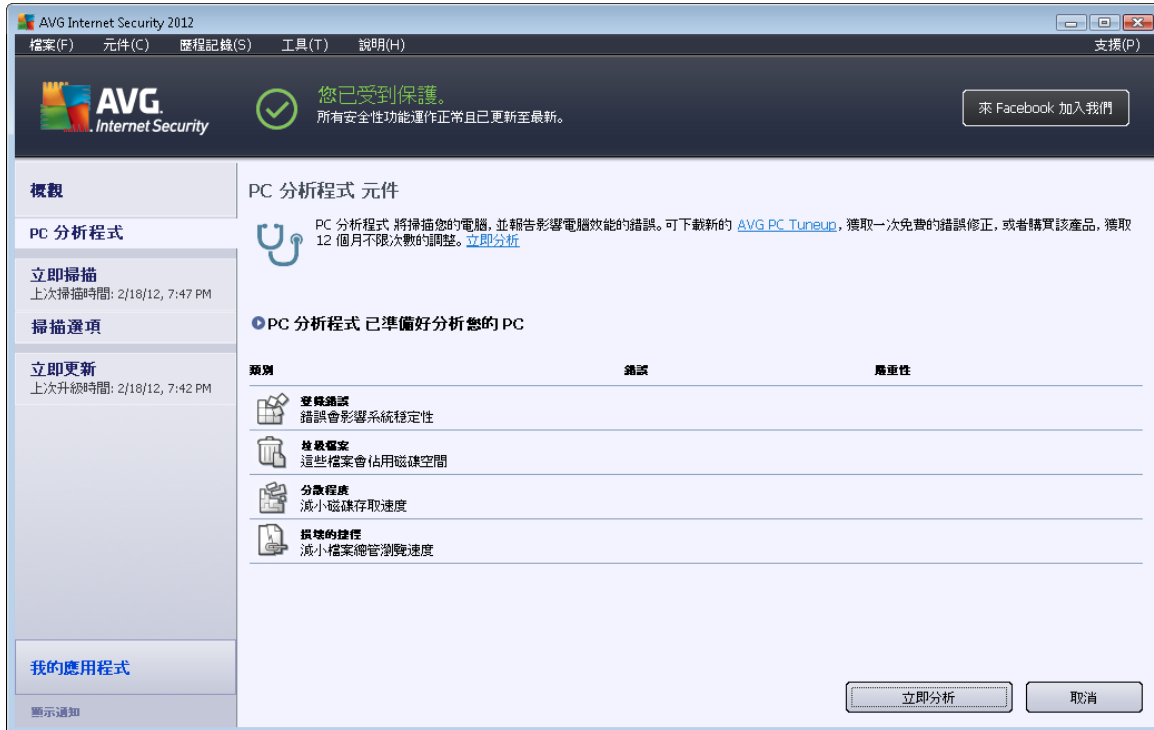 AVG Internet Security 2012
檔案(F) 元件(C) 歷程記錄(S) 工具(T) 說明(H) 支援(P)
AVG.
Internet Security
您已受到保護。
所有安全性功能運作正常且已更新至最新。
來 Facebook 加入我們
概觀
PC 分析程式
立即掃描
上次掃描時間: 2/18/12, 7:47 PM
掃描選項
立即更新
上次升級時間: 2/18/12, 7:42 PM
我的應用程式
顯示通知
PC 分析程式 元件
PC 分析程式 將掃描您的電腦, 並報告影響電腦效能的錯誤。可下載新的 AVG PC Tuneup, 獲取一次免費的錯誤修正, 或者購買該產品, 獲取
12 個月不限次數的調整。立即分析
PC 分析程式 已準備好分析您的 PC
類別 錯誤 嚴重性
登錄錯誤
錯誤會影響系統穩定性
垃圾檔案
這些檔案會佔用磁碟空間
分散程度
減小磁碟存取速度
損壞的捷徑
減小檔案總管瀏覽速度
立即分析 取消